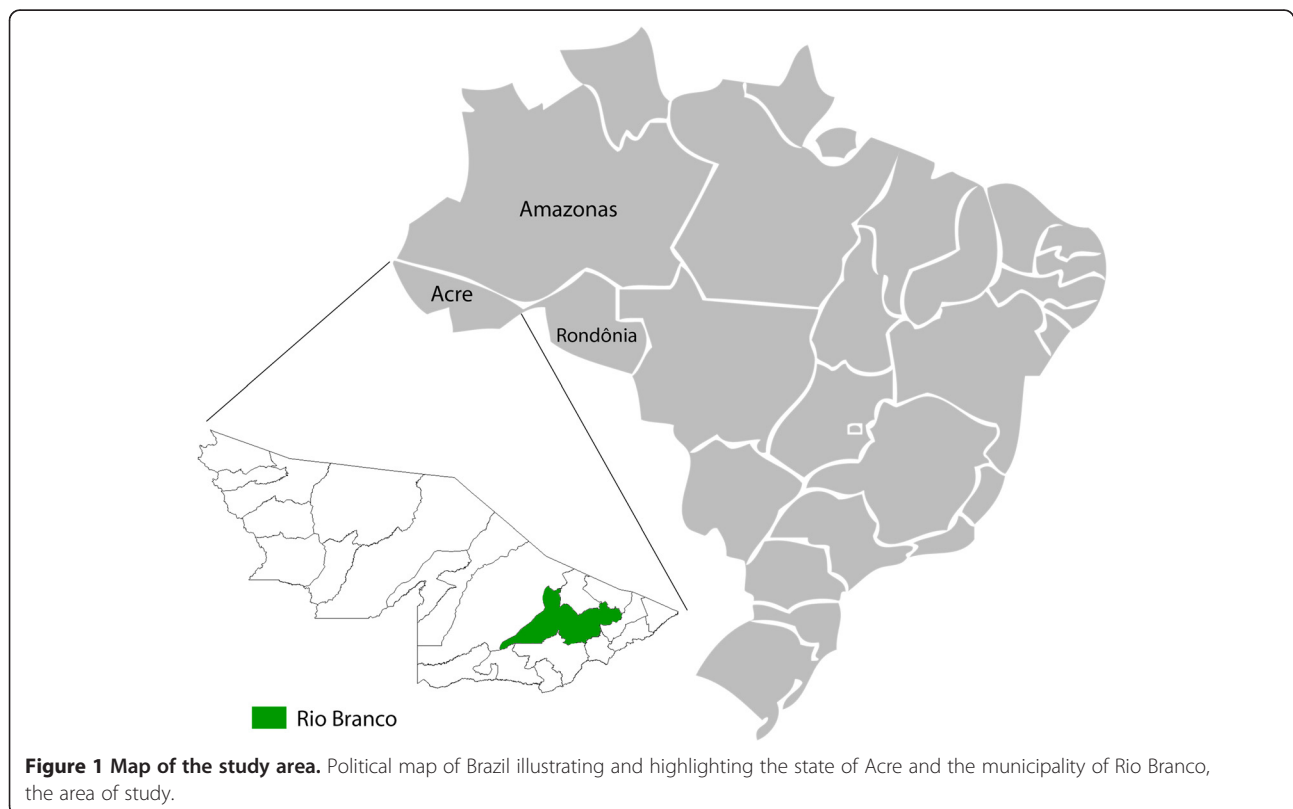 Amazonas
Acre
Rondônia
Rio Branco
Figure 1 Map of the study area. Political map of Brazil illustrating and highlighting the state of Acre and the municipality of Rio Branco,
the area of study.